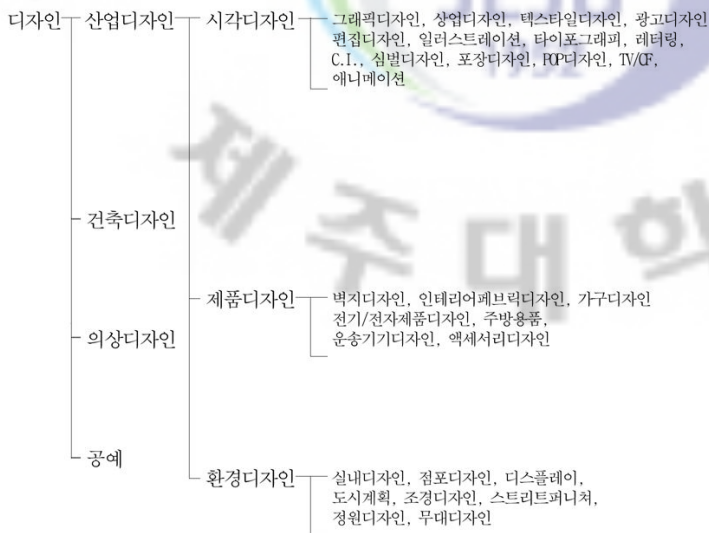 디자인 산업디자인 시각디자인 그래픽디자인, 상업디자인, 텍스타일디자인, 광고디자인
편집디자인, 일러스트레이션, 타이포그래피, 레터링,
C.I., 심벌디자인, 포장디자인, POP디자인, TV/CF,
애니메이션
1952
제주대학
건축디자인
제품디자인 벽지디자인, 인테리어페브릭디자인, 가구디자인
전기/전자제품디자인, 주방용품,
운송기기디자인, 액세서리디자인
의상디자인
공예
환경디자인 실내디자인, 점포디자인, 디스플레이,
도시계획, 조경디자인, 스트리트퍼니쳐,
정원디자인, 무대디자인